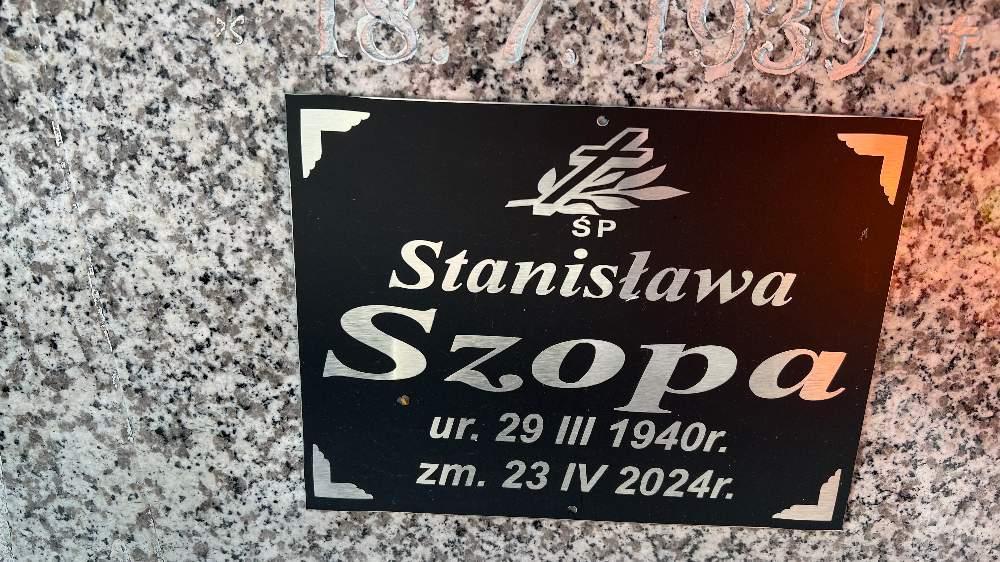 18.7.1939
ŚP
Stanisława
Szopa
ur. 29 III 1940r.
zm. 23 IV 2024r.